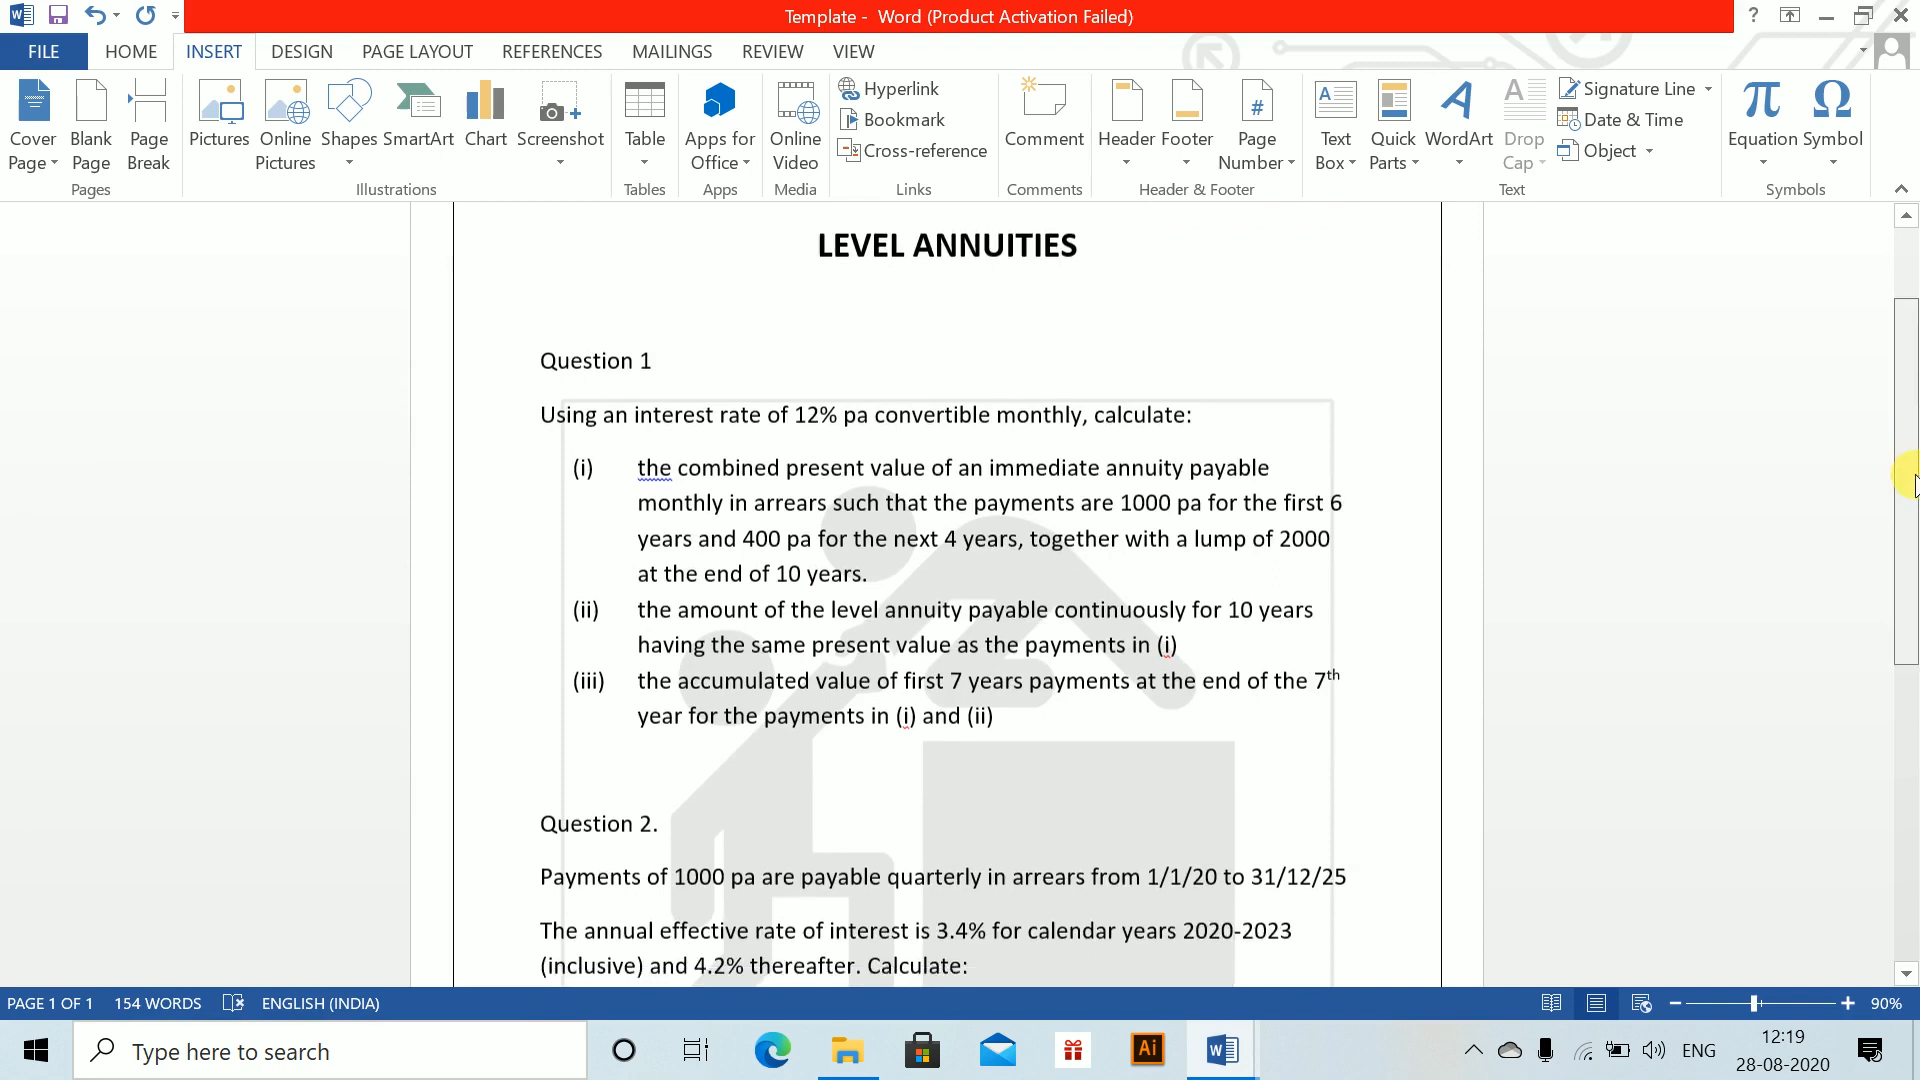 Template - Word (Product Activation Failed)
?
FILE HOME INSERT DESIGN PAGE LAYOUT REFERENCES MAILINGS REVIEW VIEW
Cover Page
Blank Page
Page Break
Pages
Pictures
Online Pictures
Shapes
SmartArt
Chart
Screenshot
Illustrations
Table
Tables
Apps for Office
Apps
Online Video
Media
Hyperlink
Bookmark
Cross-reference
Links
Comment
Comments
Header
Footer
Page Number
Header & Footer
Text Box
Quick Parts
WordArt
Drop Cap
Signature Line
Date & Time
Object
Text
Equation
Symbol
Symbols
LEVEL ANNUITIES
Question 1
Using an interest rate of 12% pa convertible monthly, calculate:
(i) the combined present value of an immediate annuity payable
monthly in arrears such that the payments are 1000 pa for the first 6
years and 400 pa for the next 4 years, together with a lump of 2000
at the end of 10 years.
(ii) the amount of the level annuity payable continuously for 10 years
having the same present value as the payments in (i)
(iii) the accumulated value of first 7 years payments at the end of the 7th
year for the payments in (i) and (ii)
Question 2.
Payments of 1000 pa are payable quarterly in arrears from 1/1/20 to 31/12/25
The annual effective rate of interest is 3.4% for calendar years 2020-2023
(inclusive) and 4.2% thereafter. Calculate:
PAGE 1 OF 1 154 WORDS ENGLISH (INDIA) 90%
Type here to search
Ai
ENG
12:19
28-08-2020